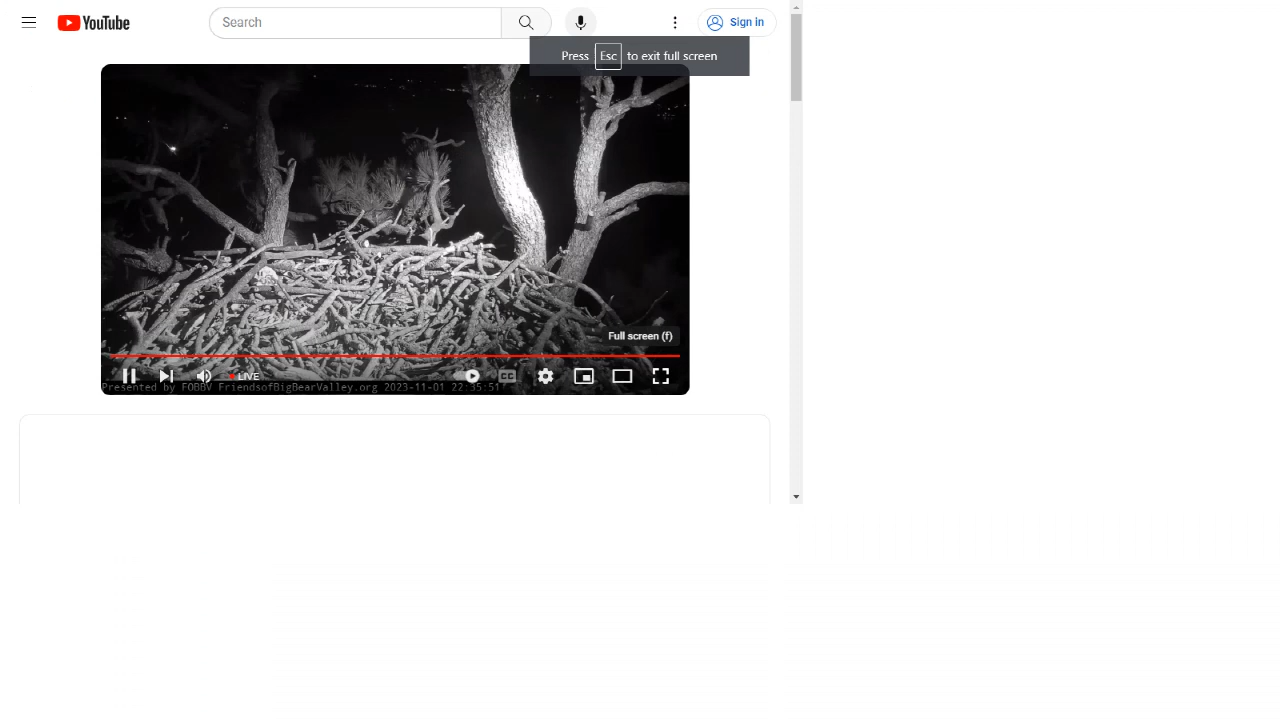 YouTube
Search
Sign in
Press Esc to exit full screen
Full screen (f)
LIVE
CC
Presented by FOBBV FriendsofBigBearValley.org 2023-11-01 22:35:51